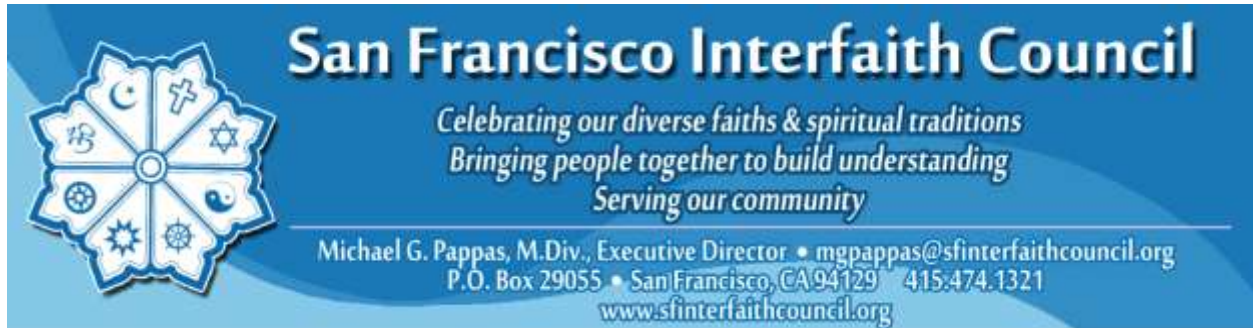 San Francisco Interfaith Council
Celebrating our diverse faiths & spiritual traditions
Bringing people together to build understanding
Serving our community
Michael G. Pappas, M.Div., Executive Director • mgpappas@sfinterfaithcouncil.org
P.O. Box 29055 • San Francisco, CA 94129 415.474.1321
www.sfinterfaithcouncil.org